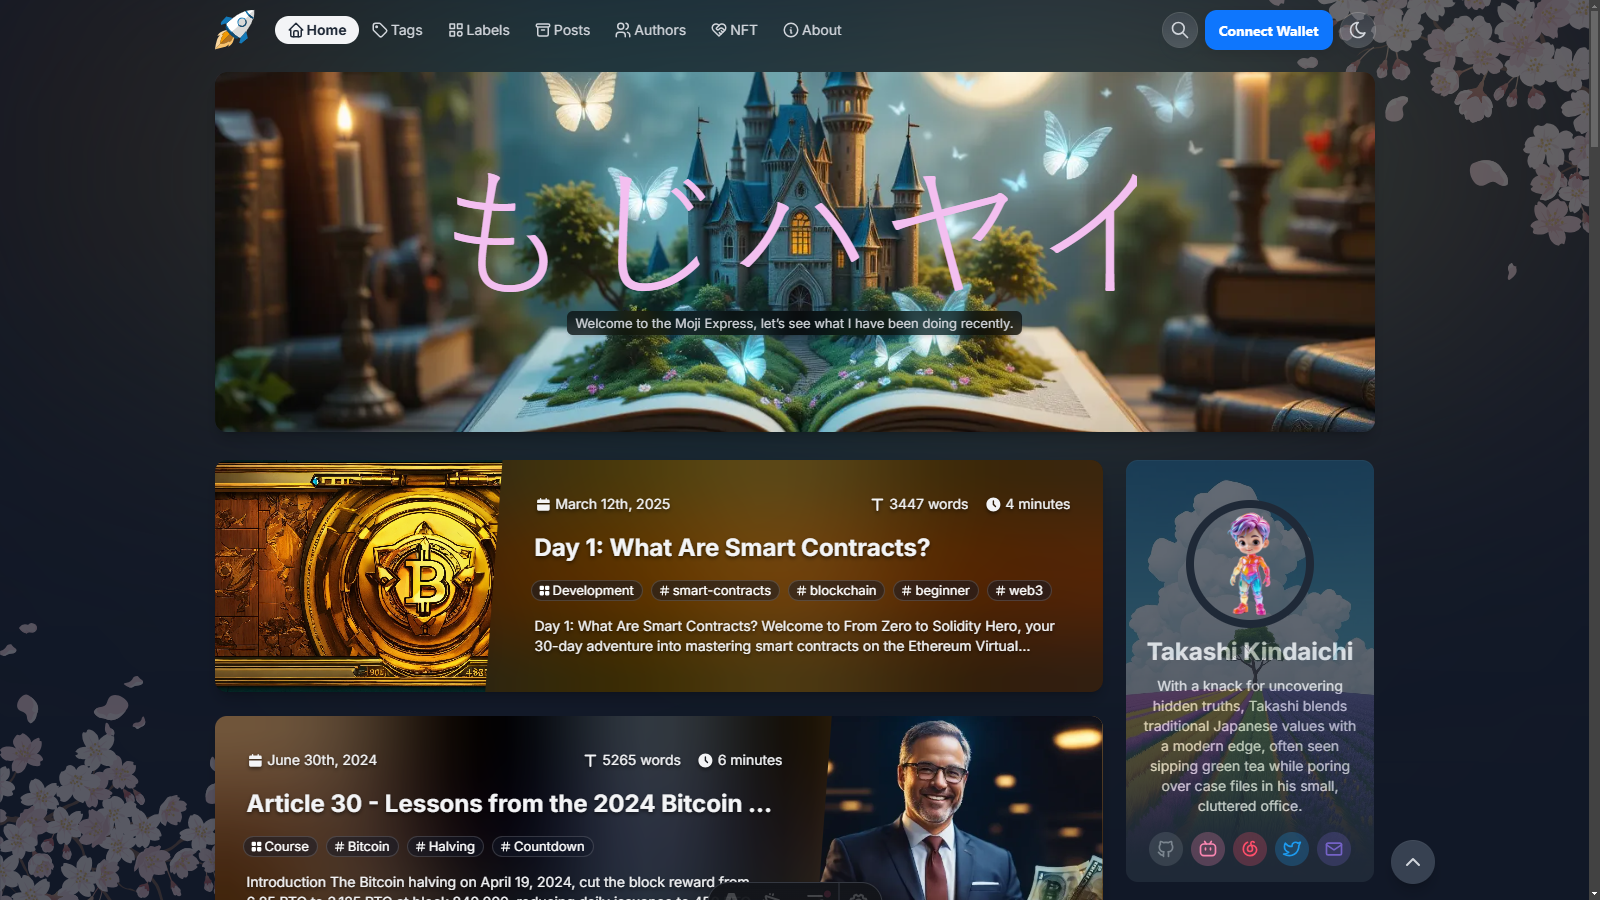 Home
Tags
Labels
Posts
Authors
NFT
About
Connect Wallet
もじハヤイ
Welcome to the Moji Express, let's see what I have been doing recently.
March 12th, 2025
3447 words
4 minutes
Day 1: What Are Smart Contracts?
Development
# smart-contracts
# blockchain
# beginner
# web3
Day 1: What Are Smart Contracts? Welcome to From Zero to Solidity Hero, your
30-day adventure into mastering smart contracts on the Ethereum Virtual...
June 30th, 2024
5265 words
6 minutes
Article 30 - Lessons from the 2024 Bitcoin ...
Course
# Bitcoin
# Halving
# Countdown
Introduction The Bitcoin halving on April 19, 2024, cut the block reward from
Takashi Kindaichi
With a knack for uncovering
hidden truths, Takashi blends
traditional Japanese values with
a modern edge, often seen
sipping green tea while poring
over case files in his small,
cluttered office.